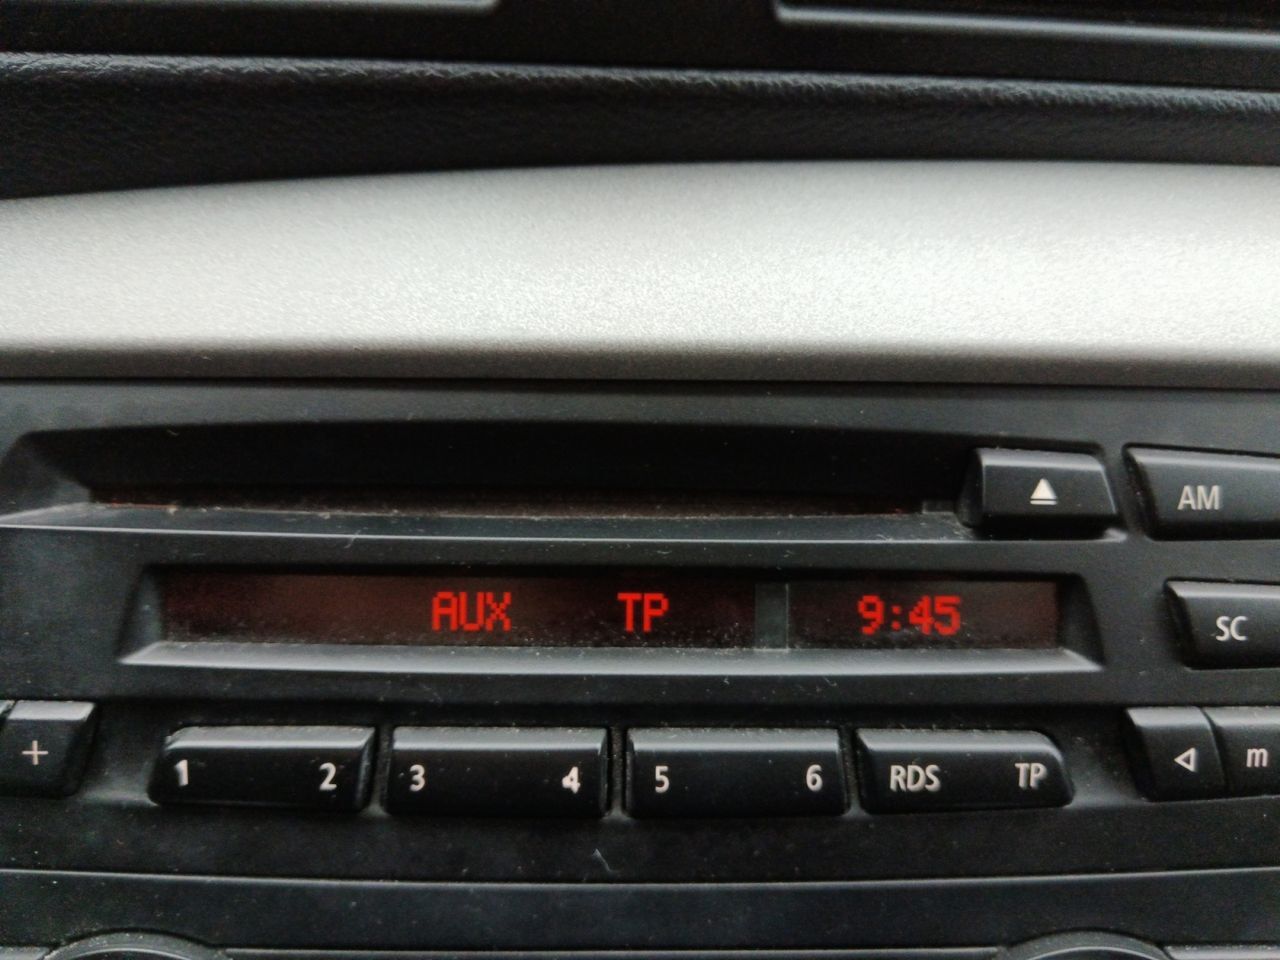 AM
AUX TP 9:45
SC
+ 1 2 3 4 5 6 RDS TP m